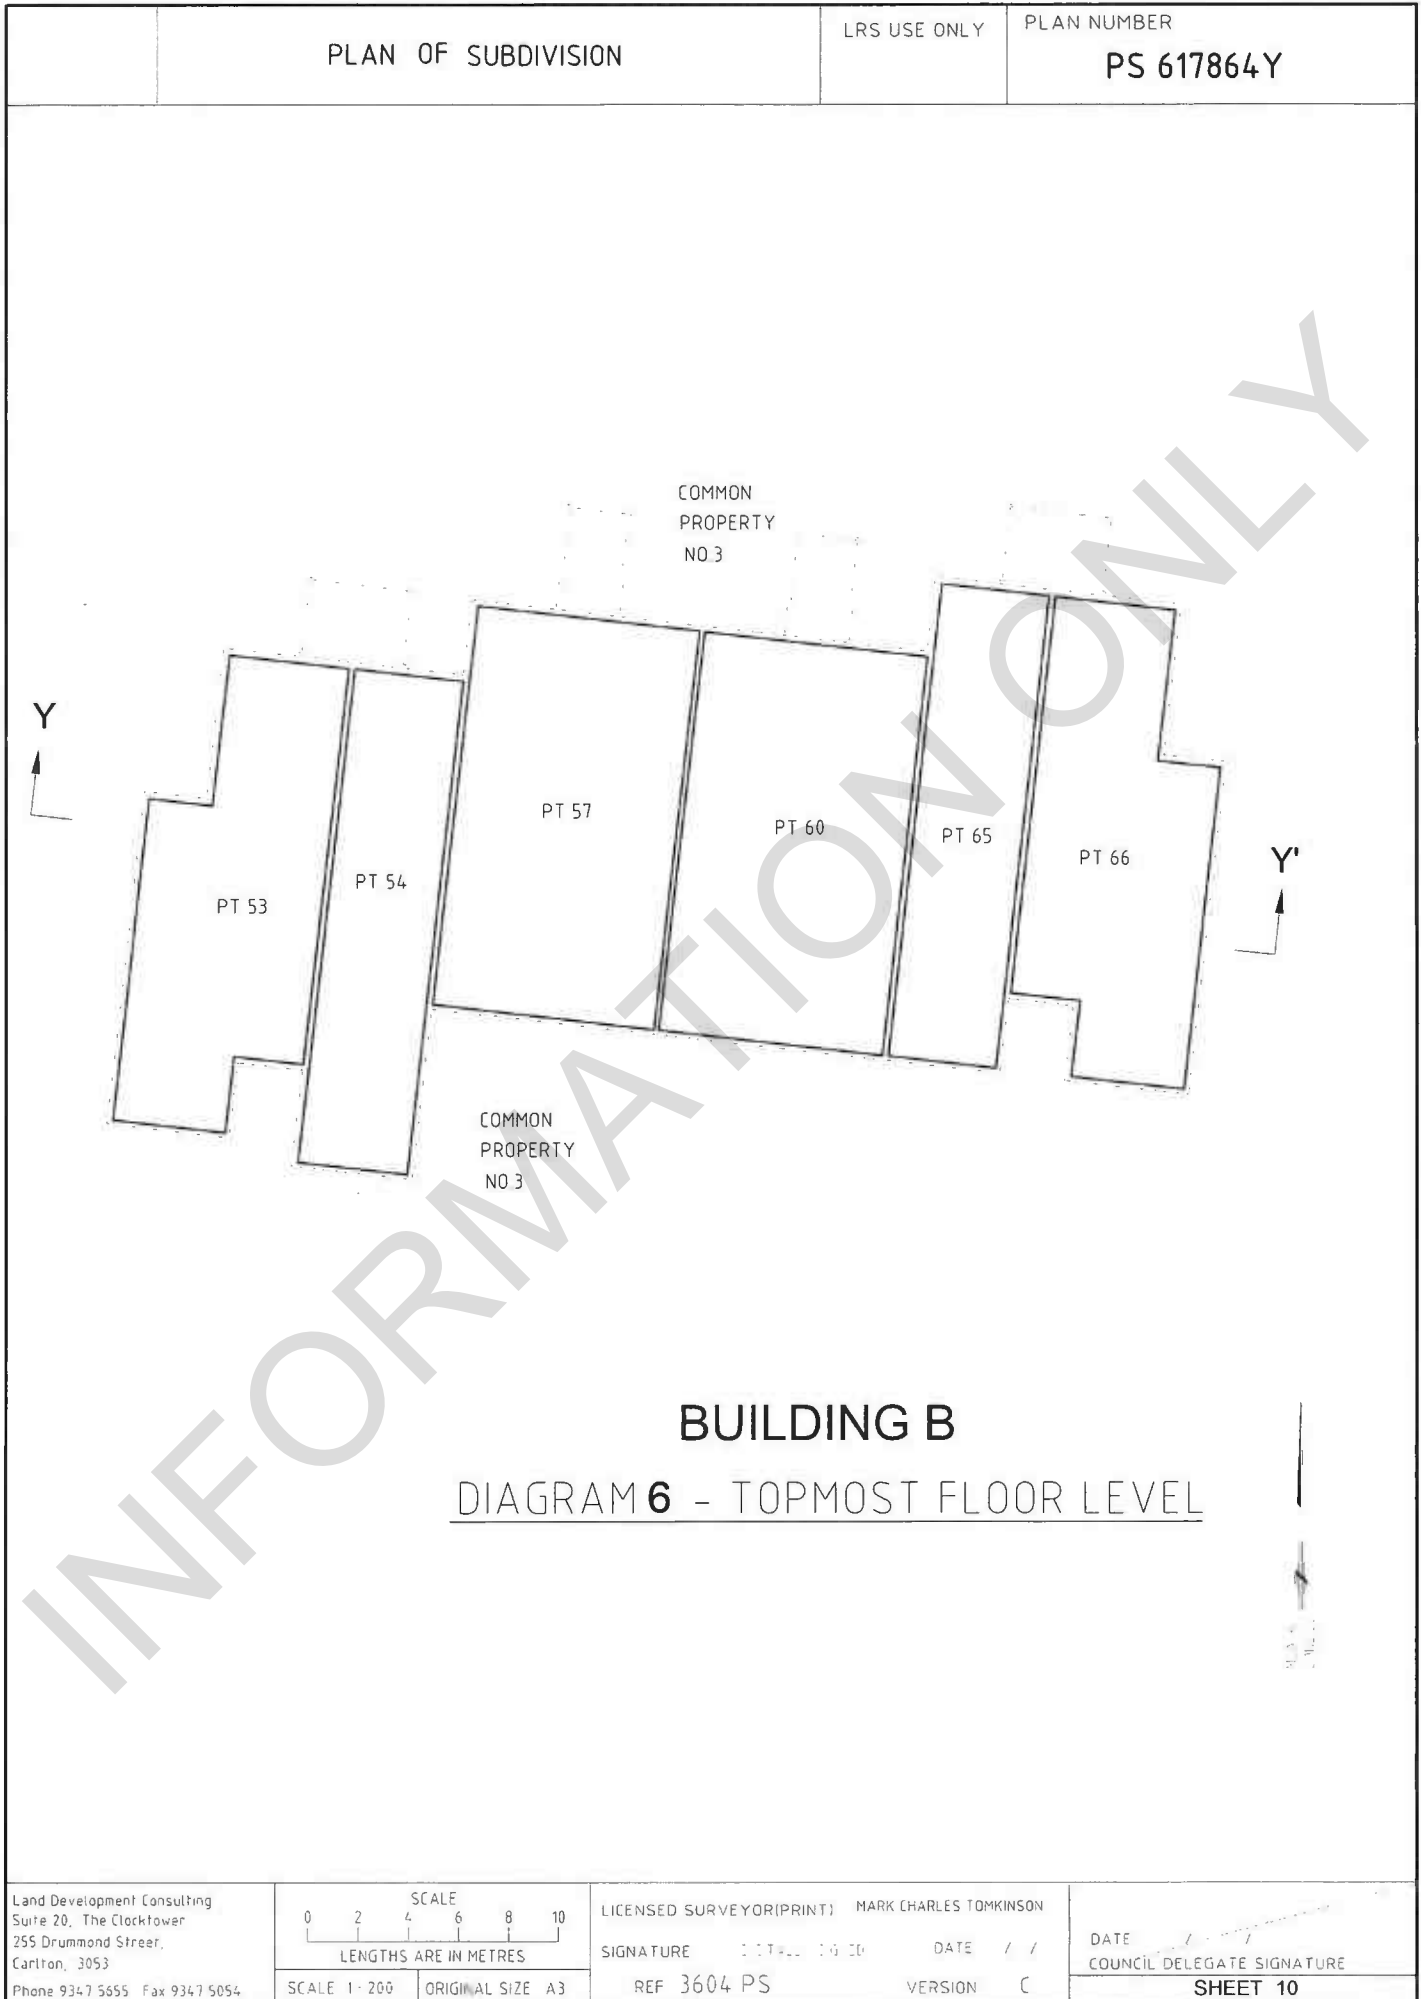 PLAN OF SUBDIVISION
LRS USE ONLY
PLAN NUMBER
PS 617864Y
COMMON
PROPERTY
NO.3
Y
PT 53
PT 54
PT 57
PT 60
PT 65
PT 66
Y'
COMMON
PROPERTY
NO.3
INFORMATION ONLY
BUILDING B
DIAGRAM 6 - TOPMOST FLOOR LEVEL
Land Development Consulting
Suite 20, The Clocktower
255 Drummond Street,
Carlton, 3053
Phone 9347 5655 Fax 9347 5054
SCALE
0 2 4 6 8 10
LENGTHS ARE IN METRES
SCALE 1:200
ORIGINAL SIZE A3
LICENSED SURVEYOR(PRINT) MARK CHARLES TOMKINSON
SIGNATURE DATE / /
REF 3604 PS VERSION C
DATE / /
COUNCIL DELEGATE SIGNATURE
SHEET 10